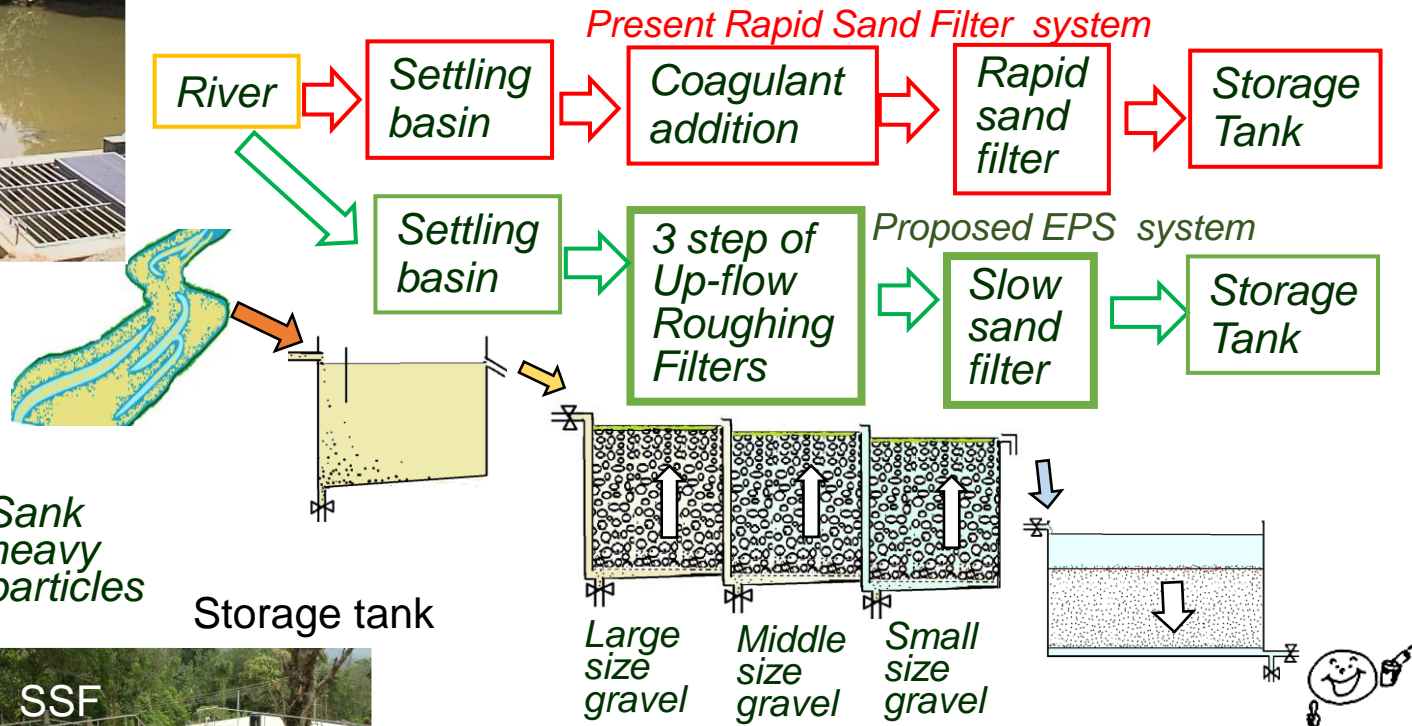 Present Rapid Sand Filter system
River
Settling
basin
Coagulant
addition
Rapid
sand
filter
Storage
Tank
Proposed EPS system
Settling
basin
3 step of
Up-flow
Roughing
Filters
Slow
sand
filter
Storage
Tank
Sank
heavy
particles
Storage tank
Large
size
gravel
Middle
size
gravel
Small
size
gravel
SSF